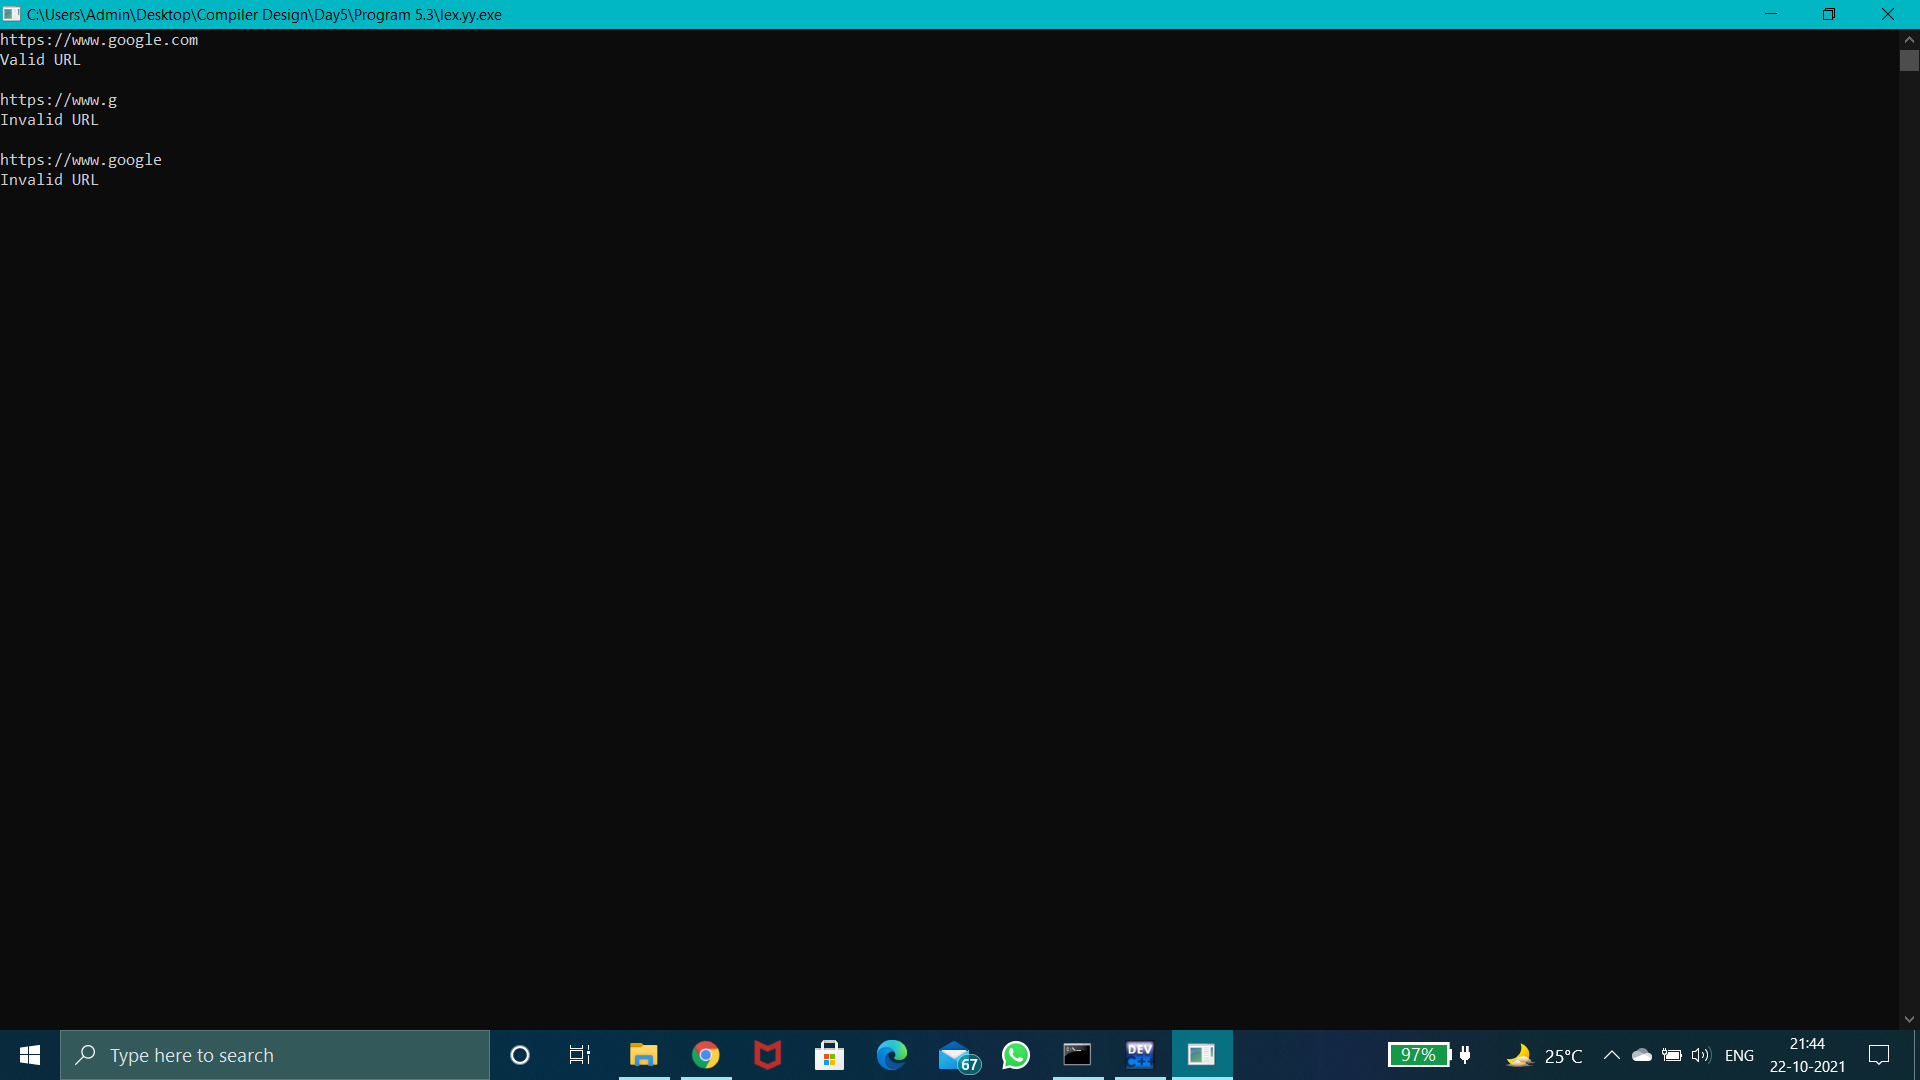 C:\Users\Admin\Desktop\Compiler Design\Day5\Program 5.3\lex.yy.exe
https://www.google.com
Valid URL
https://www.g
Invalid URL
https://www.google
Invalid URL
Type here to search
67
DEV
C++
97%
25°C
ENG
21:44
22-10-2021